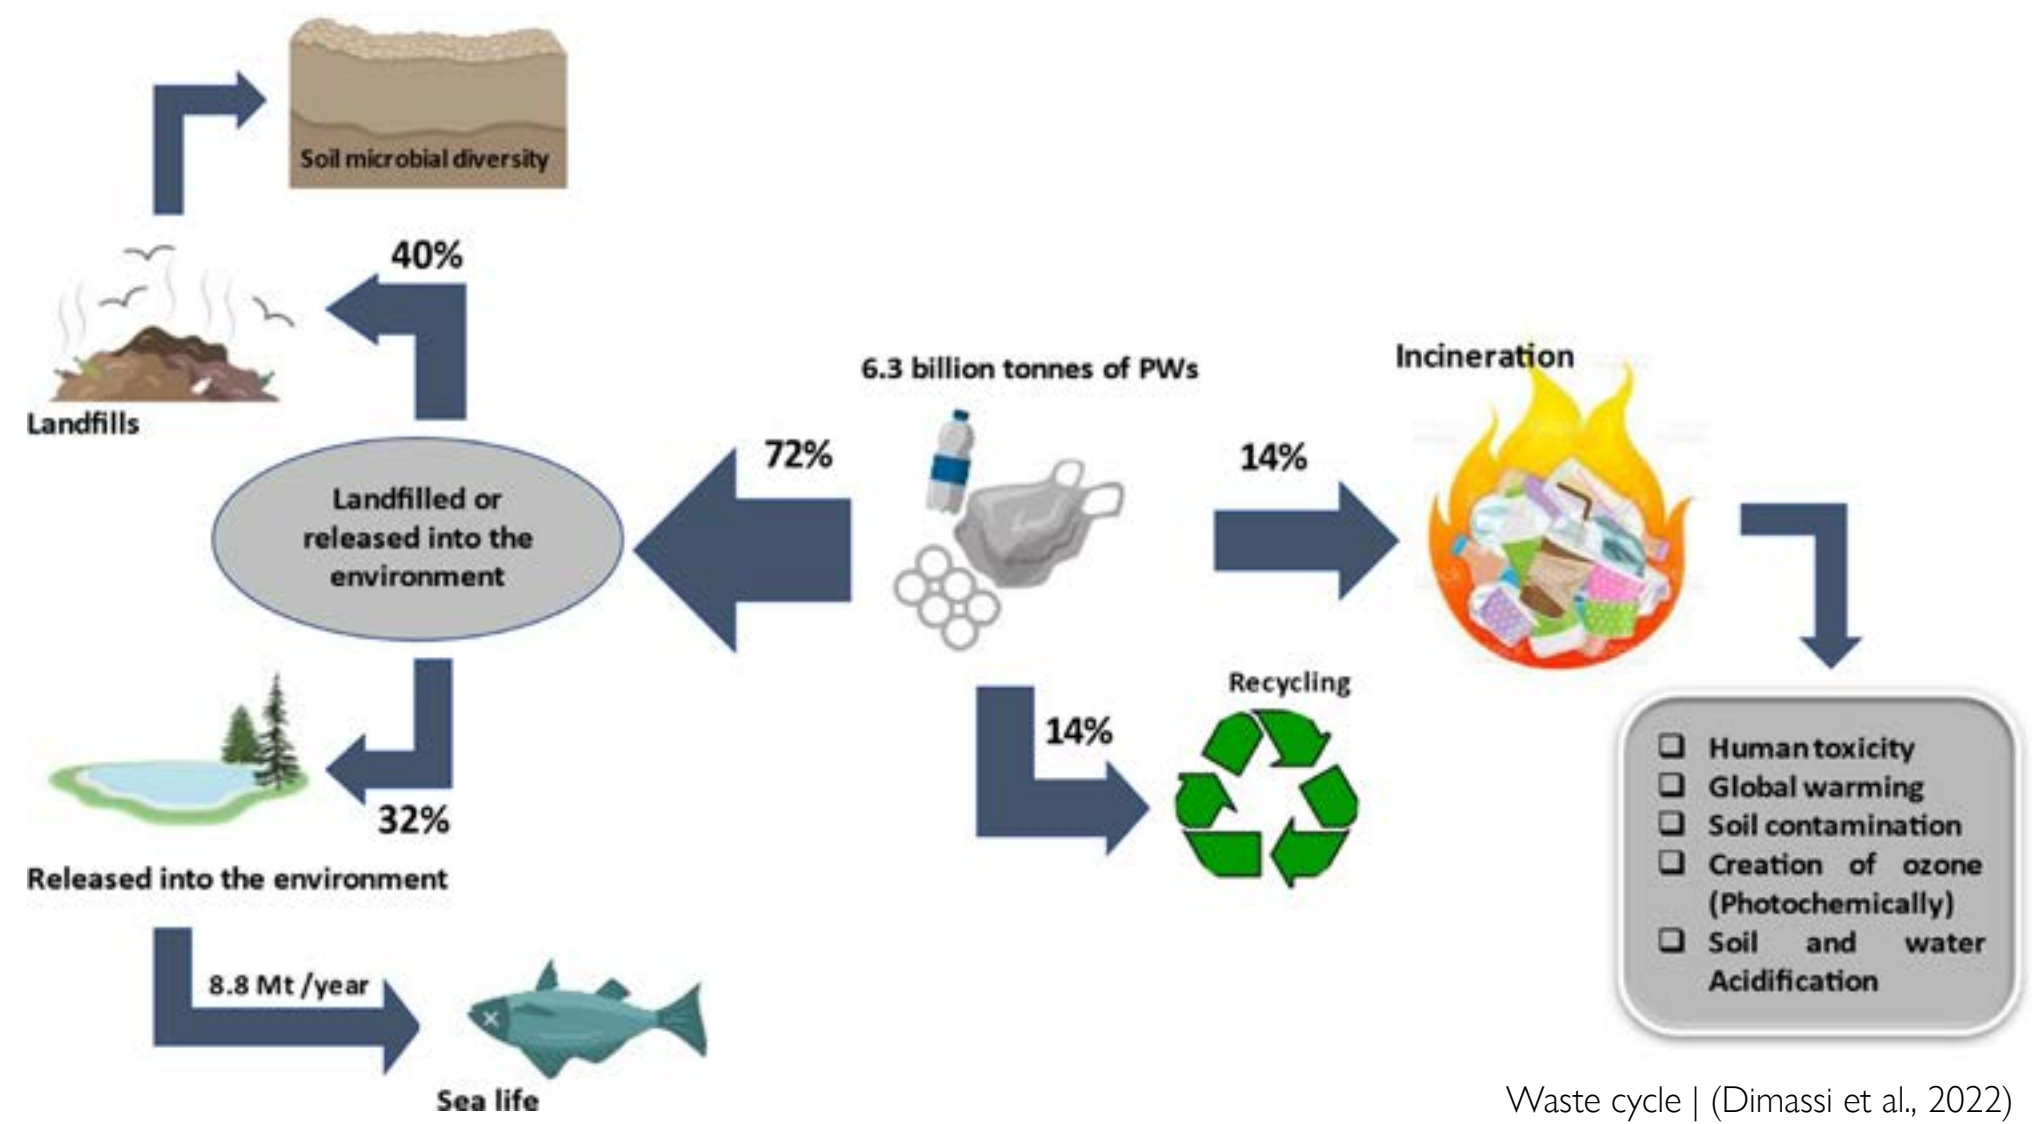 Soil microbial diversity
40%
Landfills
6.3 billion tonnes of PWs
Incineration
72%
14%
Landfilled or
released into the
environment
Recycling
14%
32%
Released into the environment
Human toxicity
Global warming
Soil contamination
Creation of ozone
(Photochemically)
Soil and water
Acidification
8.8 Mt /year
Sea life
Waste cycle | (Dimassi et al., 2022)